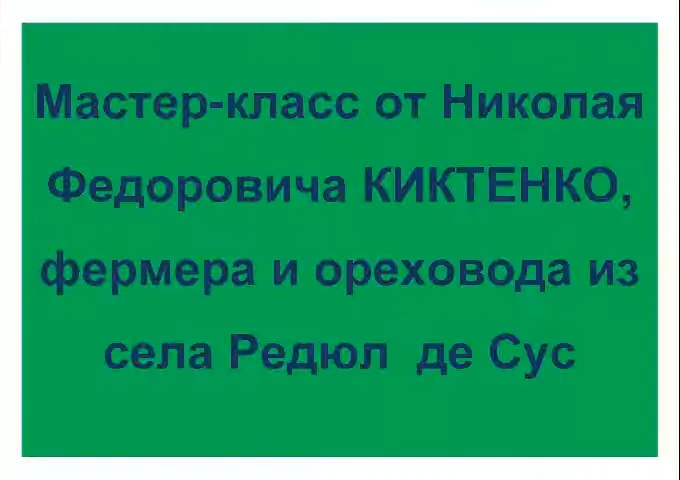 Мастер-класс от Николая
Федоровича КИКТЕНКО,
фермера и ореховода из
села Редюл де Сус